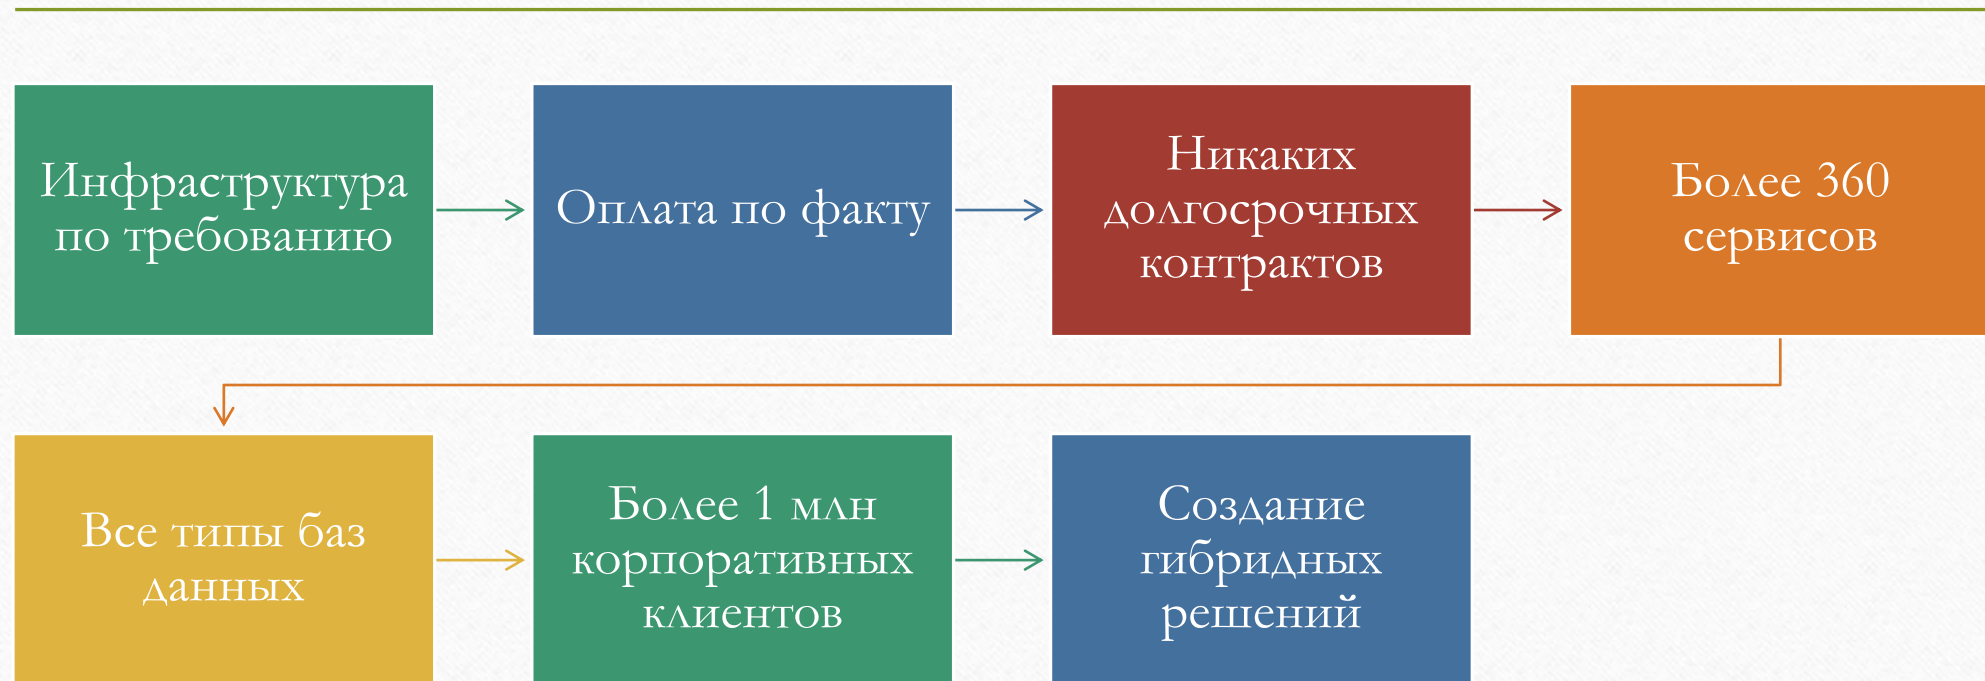 Инфраструктура
по требованию
Оплата по факту
Никаких
долгосрочных
контрактов
Более 360
сервисов
Все типы баз
данных
Более 1 млн
корпоративных
клиентов
Создание
гибридных
решений